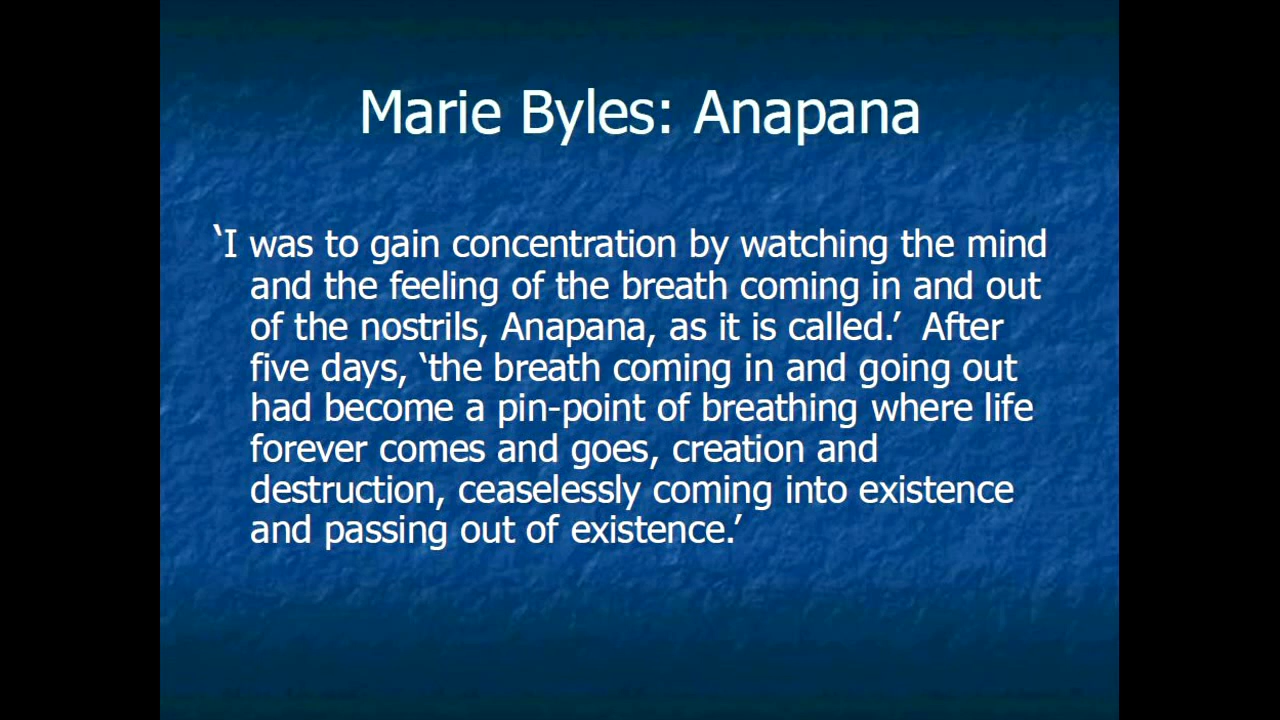 Marie Byles: Anapana
‘I was to gain concentration by watching the mind
and the feeling of the breath coming in and out
of the nostrils, Anapana, as it is called.’  After
five days, ‘the breath coming in and going out
had become a pin-point of breathing where life
forever comes and goes, creation and
destruction, ceaselessly coming into existence
and passing out of existence.’